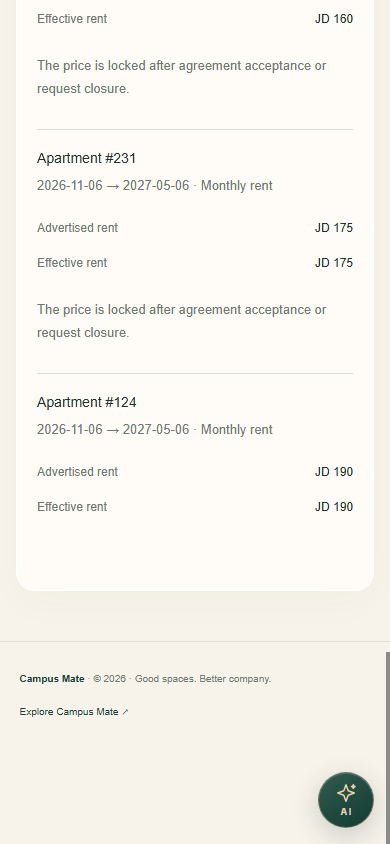 Effective rent JD 160
The price is locked after agreement acceptance or
request closure.
Apartment #231
2026-11-06 → 2027-05-06 · Monthly rent
Advertised rent JD 175
Effective rent JD 175
The price is locked after agreement acceptance or
request closure.
Apartment #124
2026-11-06 → 2027-05-06 · Monthly rent
Advertised rent JD 190
Effective rent JD 190
Campus Mate · © 2026 · Good spaces. Better company.
Explore Campus Mate ↗
AI